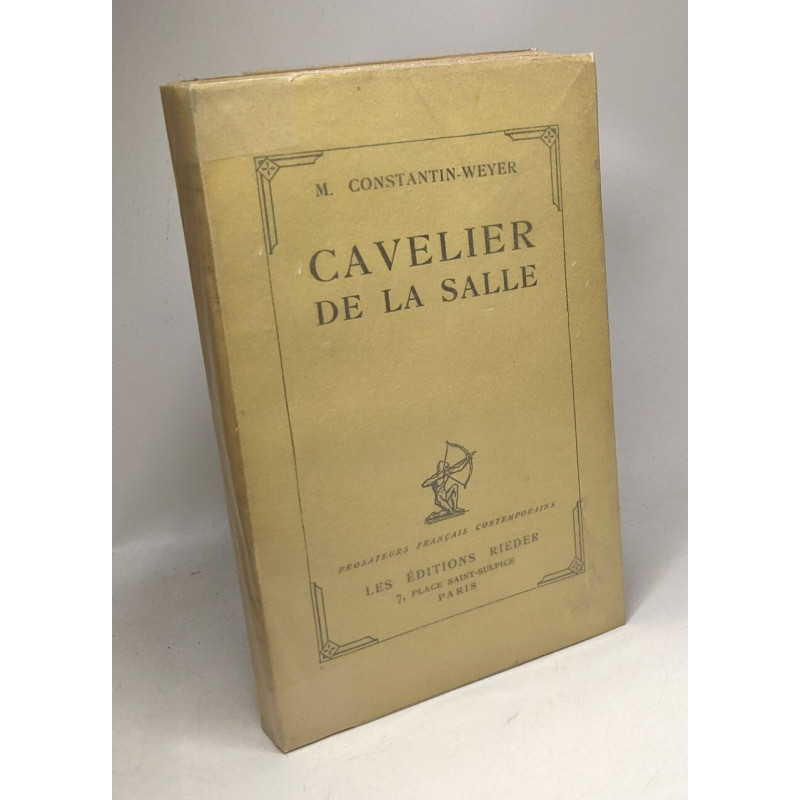 M. CONSTANTIN-WEYER
CAVELIER
DE LA SALLE
PROSATEURS FRANÇAIS CONTEMPORAINS
LES ÉDITIONS RIEDER
7, PLACE SAINT-SULPICE
PARIS